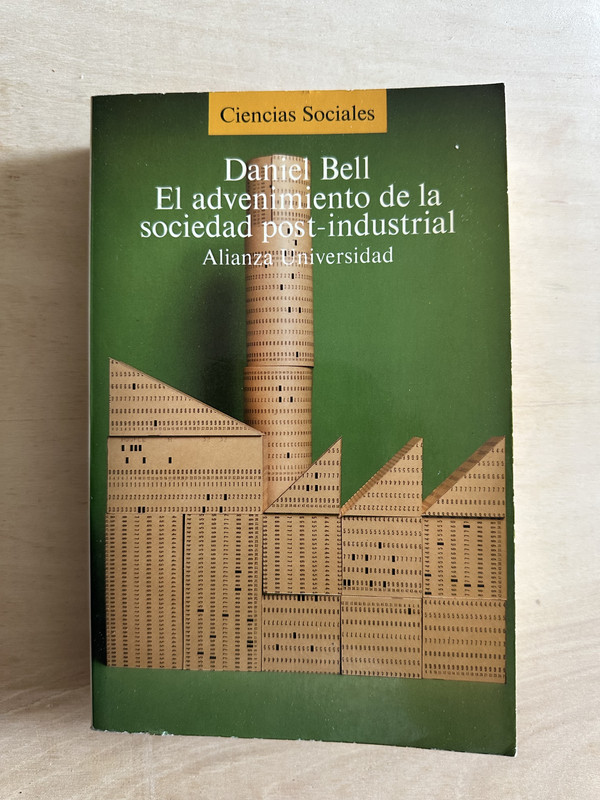 Ciencias Sociales
Daniel Bell
El advenimiento de la
sociedad post-industrial
Alianza Universidad